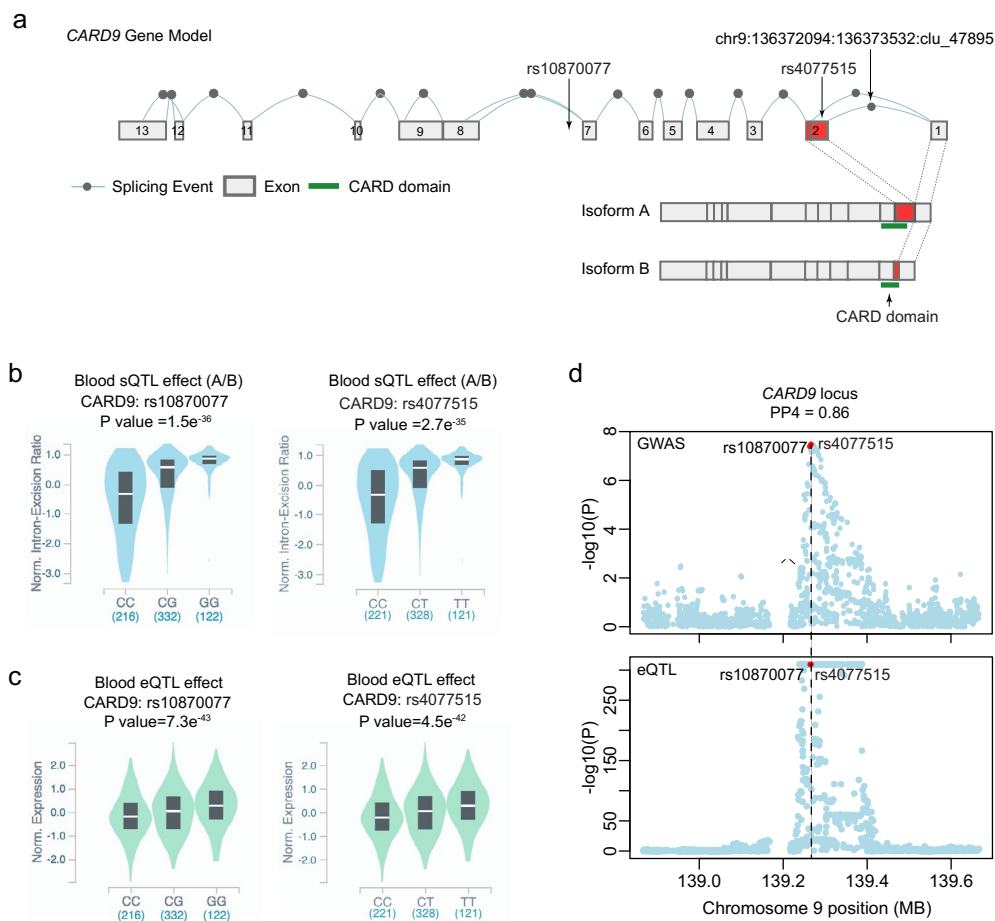 a
CARD9 Gene Model
chr9:136372094:136373532:clu_47895
rs10870077
rs4077515
13
12
11
10
9
8
7
6
5
4
3
2
1
Splicing Event
Exon
CARD domain
Isoform A
Isoform B
CARD domain
b
Blood sQTL effect (A/B)
CARD9: rs10870077
P value =1.5e-36
Norm. Intron-Excision Ratio
1.0
0.0
-1.0
-2.0
-3.0
CC
CG
GG
(216)
(332)
(122)
Blood sQTL effect (A/B)
CARD9: rs4077515
P value =2.7e-35
Norm. Intron-Excision Ratio
1.0
0.0
-1.0
-2.0
-3.0
CC
CT
TT
(221)
(328)
(121)
c
Blood eQTL effect
CARD9: rs10870077
P value=7.3e-43
Norm. Expression
2.0
1.0
0.0
-1.0
-2.0
CC
CG
GG
(216)
(332)
(122)
Blood eQTL effect
CARD9: rs4077515
P value=4.5e-42
Norm. Expression
2.0
1.0
0.0
-1.0
-2.0
CC
CT
TT
(221)
(328)
(121)
d
CARD9 locus
PP4 = 0.86
GWAS
rs10870077
rs4077515
-log10(P)
8
6
4
2
0
eQTL
rs10870077
rs4077515
-log10(P)
250
150
50
0
139.0
139.2
139.4
139.6
Chromosome 9 position (MB)